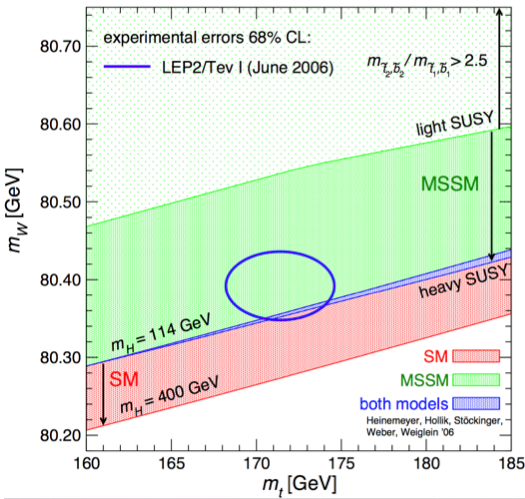 experimental errors 68% CL:
LEP2/Tev I (June 2006)
m_{t̃₂,b̃₂} / m_{t̃₁,b̃₁} > 2.5
light SUSY
MSSM
heavy SUSY
m_H = 114 GeV
SM
m_H = 400 GeV
SM
MSSM
both models
Heinemeyer, Hollik, Stöckinger,
Weber, Weiglein '06
m_W [GeV]
80.70
80.60
80.50
80.40
80.30
80.20
160 165 170 175 180 185
m_t [GeV]